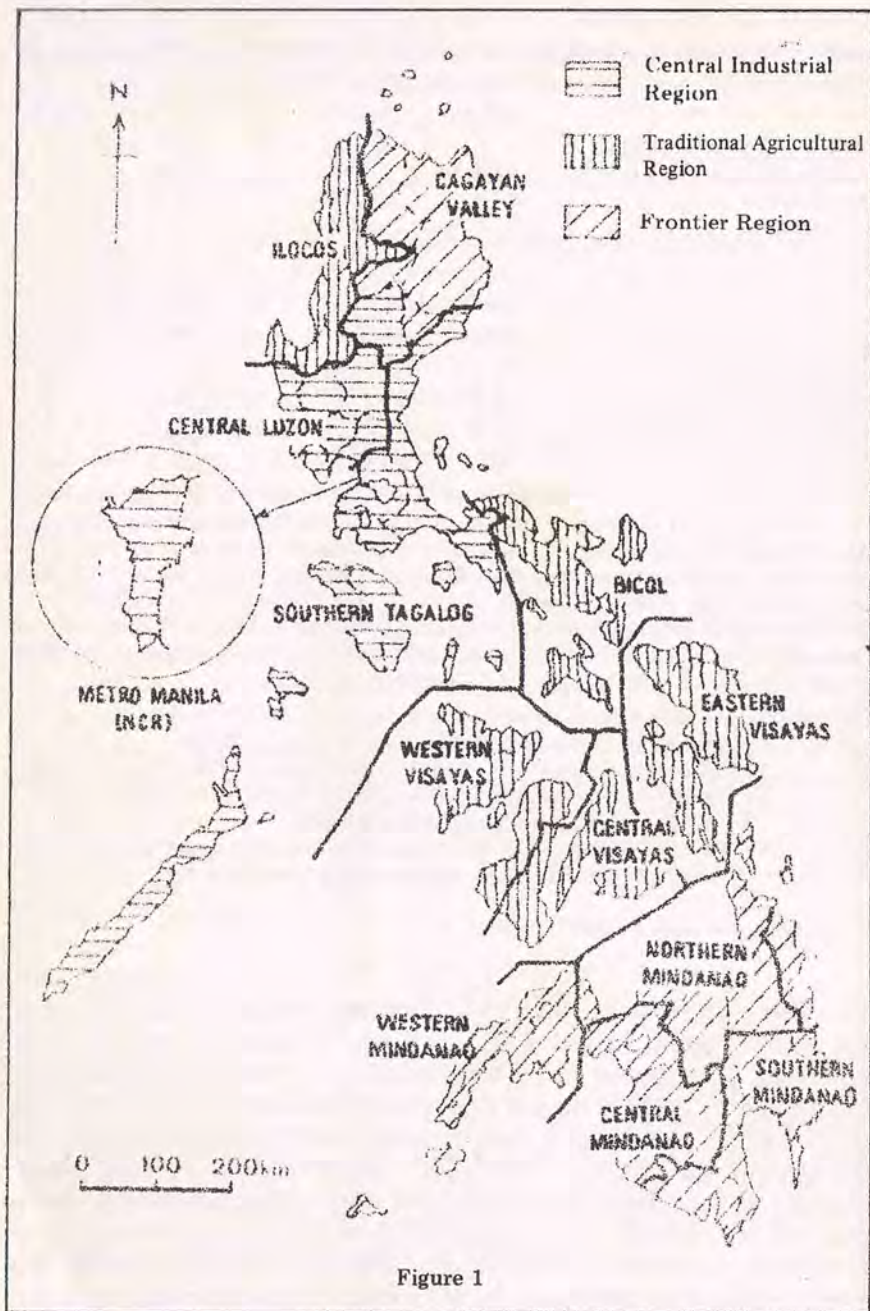 N
Central Industrial
Region
Traditional Agricultural
Region
Frontier Region
CAGAYAN
VALLEY
ILOCOS
CENTRAL LUZON
SOUTHERN TAGALOG
BICOL
METRO MANILA
(NCR)
EASTERN
VISAYAS
WESTERN
VISAYAS
CENTRAL
VISAYAS
NORTHERN
MINDANAO
WESTERN
MINDANAO
SOUTHERN
MINDANAO
CENTRAL
MINDANAO
0 100 200km
Figure 1